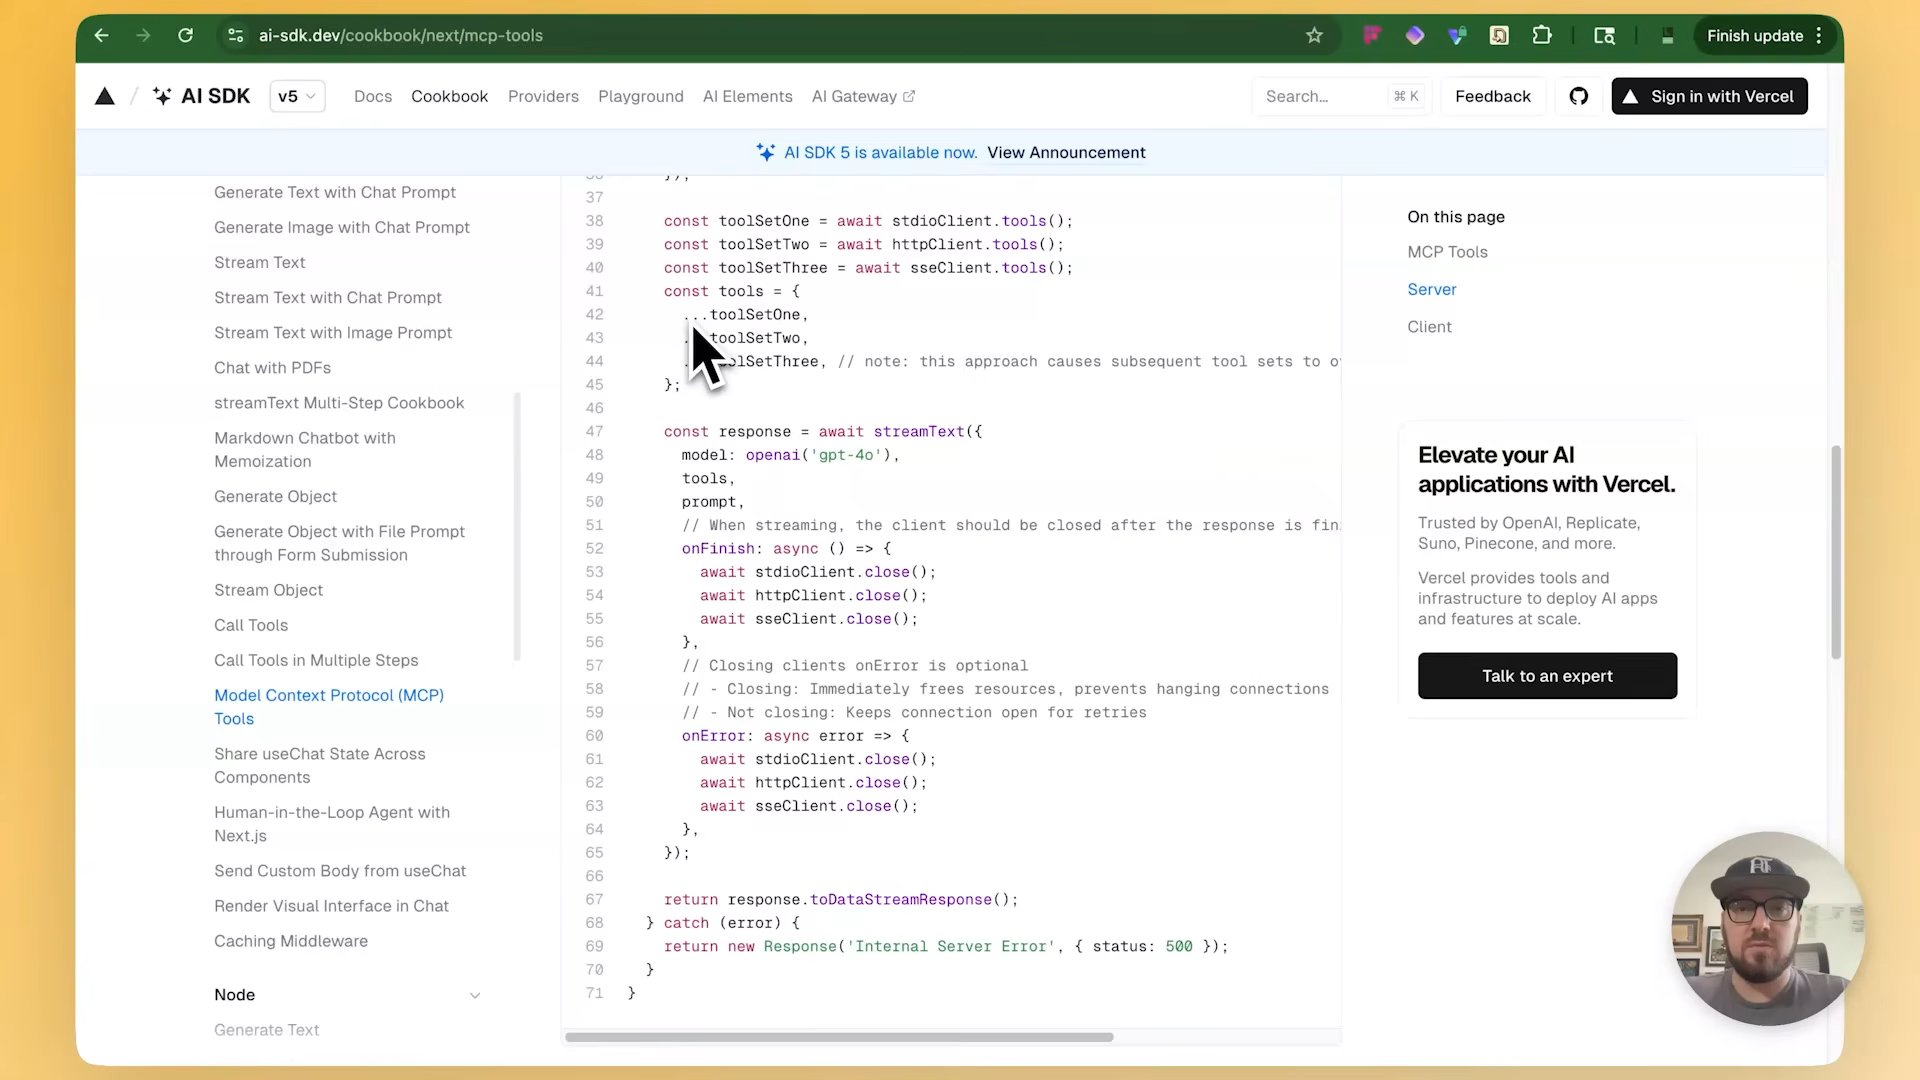 ai-sdk.dev/cookbook/next/mcp-tools
Finish update
AI SDK
v5
Docs
Cookbook
Providers
Playground
AI Elements
AI Gateway
Search...
⌘ K
Feedback
Sign in with Vercel
AI SDK 5 is available now. View Announcement
Generate Text with Chat Prompt
Generate Image with Chat Prompt
Stream Text
Stream Text with Chat Prompt
Stream Text with Image Prompt
Chat with PDFs
streamText Multi-Step Cookbook
Markdown Chatbot with
Memoization
Generate Object
Generate Object with File Prompt
through Form Submission
Stream Object
Call Tools
Call Tools in Multiple Steps
Model Context Protocol (MCP)
Tools
Share useChat State Across
Components
Human-in-the-Loop Agent with
Next.js
Send Custom Body from useChat
Render Visual Interface in Chat
Caching Middleware
Node
Generate Text
37
38 const toolSetOne = await stdioClient.tools();
39 const toolSetTwo = await httpClient.tools();
40 const toolSetThree = await sseClient.tools();
41 const tools = {
42 ...toolSetOne,
43 toolSetTwo,
44 olSetThree, // note: this approach causes subsequent tool sets to
45 };
46
47 const response = await streamText({
48 model: openai('gpt-4o'),
49 tools,
50 prompt,
51 // When streaming, the client should be closed after the response is fin
52 onFinish: async () => {
53 await stdioClient.close();
54 await httpClient.close();
55 await sseClient.close();
56 },
57 // Closing clients onError is optional
58 // - Closing: Immediately frees resources, prevents hanging connections
59 // - Not closing: Keeps connection open for retries
60 onError: async error => {
61 await stdioClient.close();
62 await httpClient.close();
63 await sseClient.close();
64 },
65 });
66
67 return response.toDataStreamResponse();
68 } catch (error) {
69 return new Response('Internal Server Error', { status: 500 });
70 }
71 }
On this page
MCP Tools
Server
Client
Elevate your AI
applications with Vercel.
Trusted by OpenAI, Replicate,
Suno, Pinecone, and more.
Vercel provides tools and
infrastructure to deploy AI apps
and features at scale.
Talk to an expert